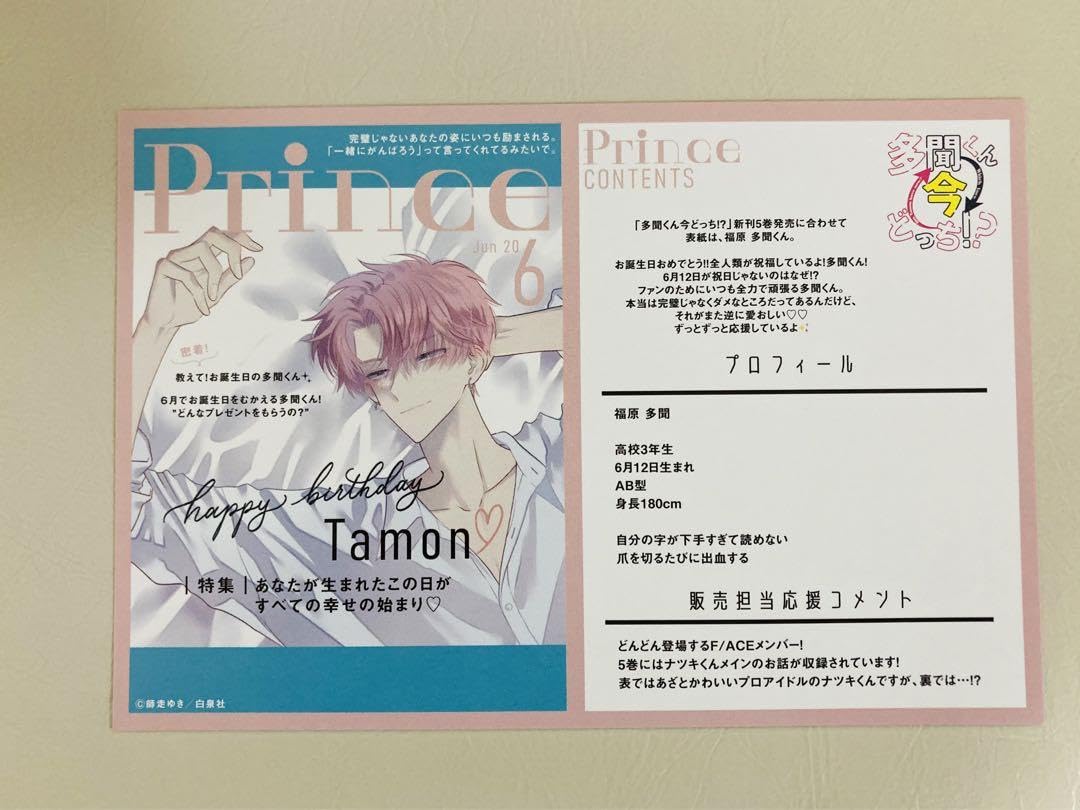 完璧じゃないあなたの姿にいつも励まされる。
「一緒にがんばろう」って言ってくれてるみたいで。
Prince
Jun 20
6
密着!
教えて!お誕生日の多聞くん
6月でお誕生日をむかえる多聞くん!
"どんなプレゼントをもらうの?"
happy birthday
Tamon♡
|特集|あなたが生まれたこの日が
すべての幸せの始まり♡
©師走ゆき/白泉社
Prince
CONTENTS
多聞くん
今
どっち!?
「多聞くん今どっち!?」新刊5巻発売に合わせて
表紙は、福原 多聞くん。
お誕生日おめでとう!!全人類が祝福しているよ!多聞くん!
6月12日が祝日じゃないのはなぜ!?
ファンのためにいつも全力で頑張る多聞くん。
本当は完璧じゃなくダメなところだってあるんだけど、
それがまた逆に愛おしい♡♡
ずっとずっと応援しているよ✨
プロフィール
福原 多聞
高校3年生
6月12日生まれ
AB型
身長180cm
自分の字が下手すぎて読めない
爪を切るたびに出血する
販売担当応援コメント
どんどん登場するF/ACEメンバー!
5巻にはナツキくんメインのお話が収録されています!
表ではあざとかわいいプロアイドルのナツキくんですが、裏では…!?